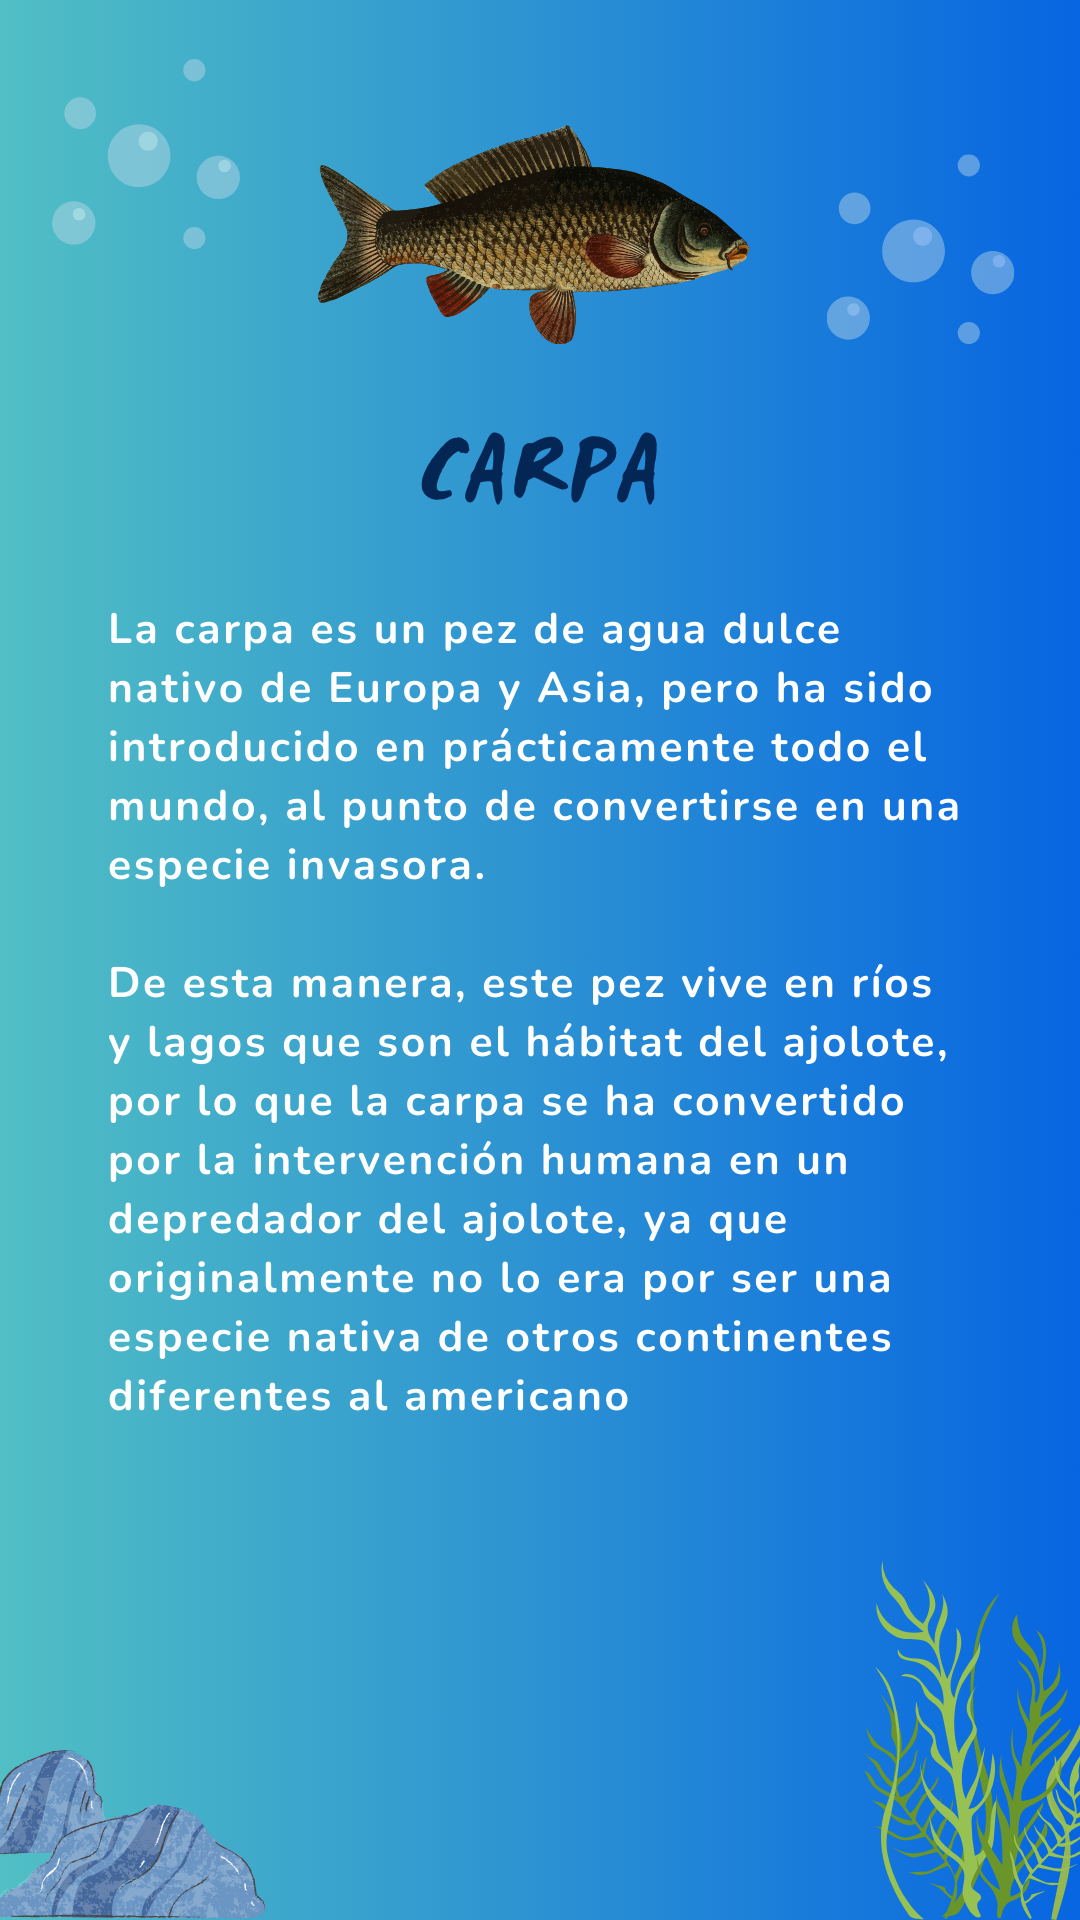 CARPA
La carpa es un pez de agua dulce
nativo de Europa y Asia, pero ha sido
introducido en prácticamente todo el
mundo, al punto de convertirse en una
especie invasora.
De esta manera, este pez vive en ríos
y lagos que son el hábitat del ajolote,
por lo que la carpa se ha convertido
por la intervención humana en un
depredador del ajolote, ya que
originalmente no lo era por ser una
especie nativa de otros continentes
diferentes al americano